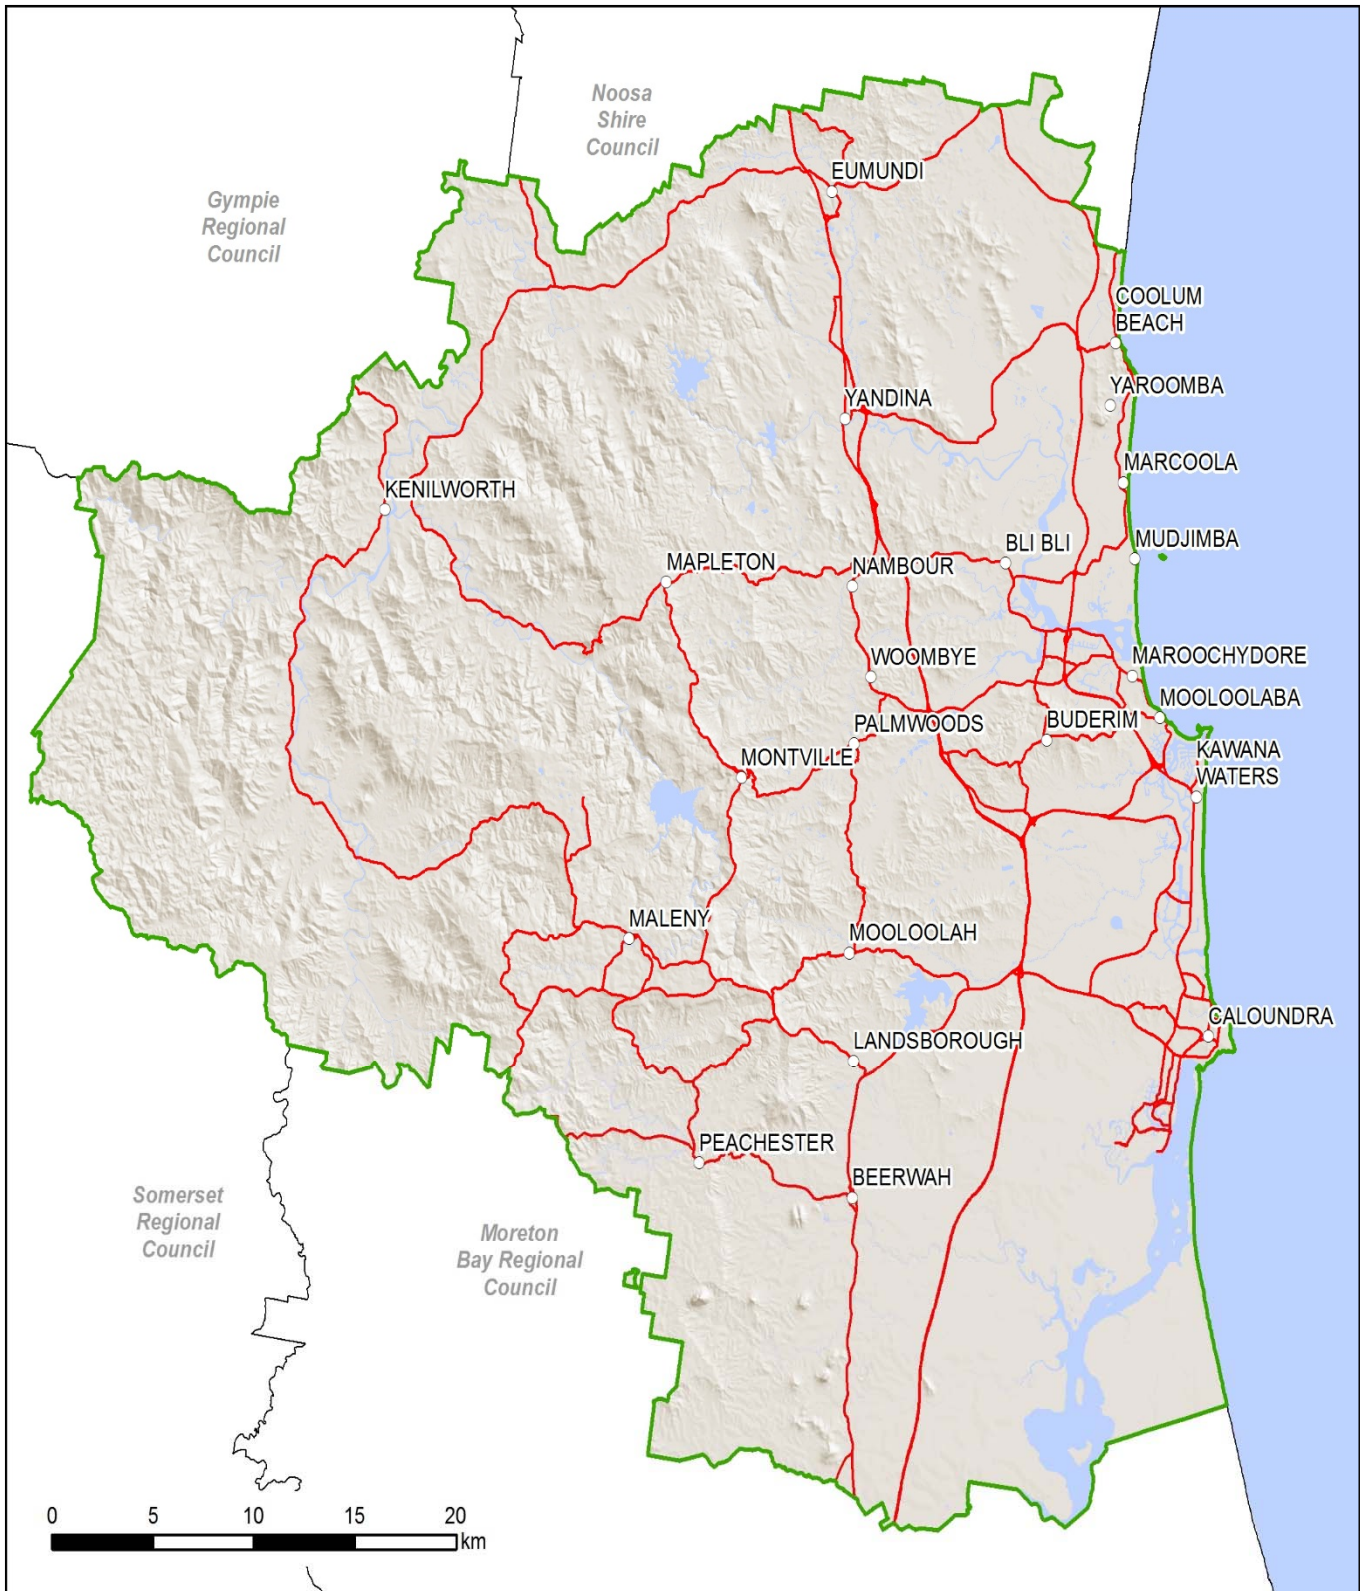 Noosa
Shire
Council
EUMUNDI
Gympie
Regional
Council
COOLUM
BEACH
YAROOMBA
YANDINA
MARCOOLA
KENILWORTH
MUDJIMBA
BLI BLI
MAPLETON
NAMBOUR
WOOMBYE
MAROOCHYDORE
MOOLOOLABA
PALMWOODS
BUDERIM
MONTVILLE
KAWANA
WATERS
MALENY
MOOLOOLAH
CALOUNDRA
LANDSBOROUGH
PEACHESTER
BEERWAH
Somerset
Regional
Council
Moreton
Bay Regional
Council
0 5 10 15 20
km